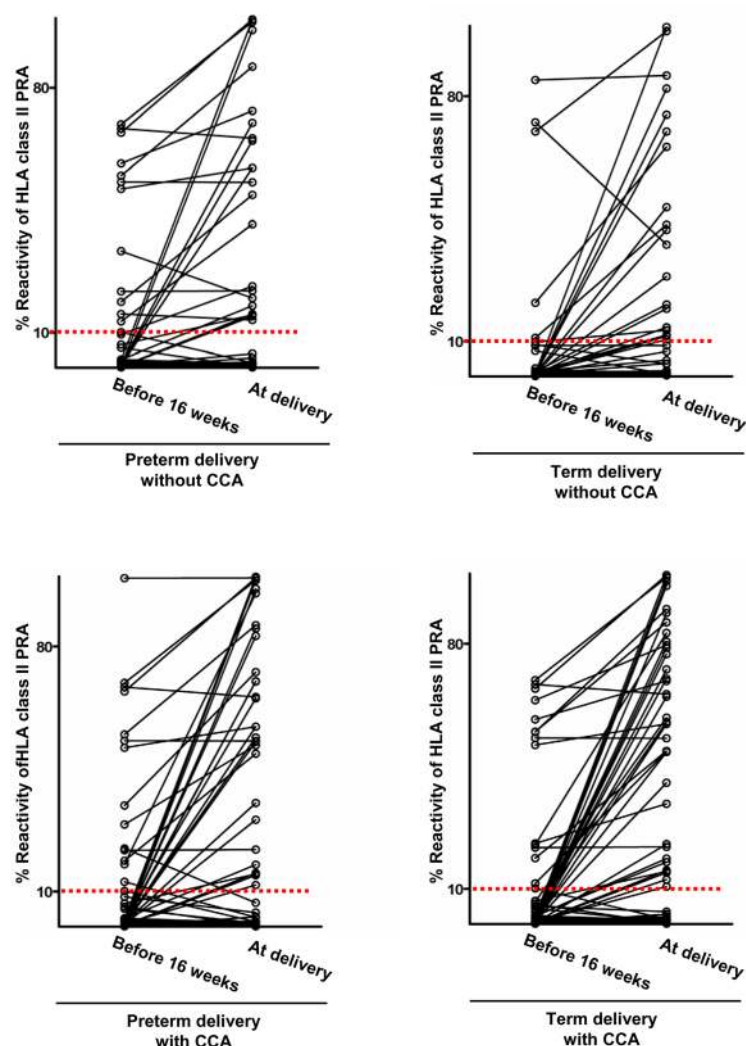 % Reactivity of HLA class II PRA
80
10
Before 16 weeks
At delivery
Preterm delivery
without CCA
% Reactivity of HLA class II PRA
80
10
Before 16 weeks
At delivery
Term delivery
without CCA
% Reactivity ofHLA class II PRA
80
10
Before 16 weeks
At delivery
Preterm delivery
with CCA
% Reactivity of HLA class II PRA
80
10
Before 16 weeks
At delivery
Term delivery
with CCA